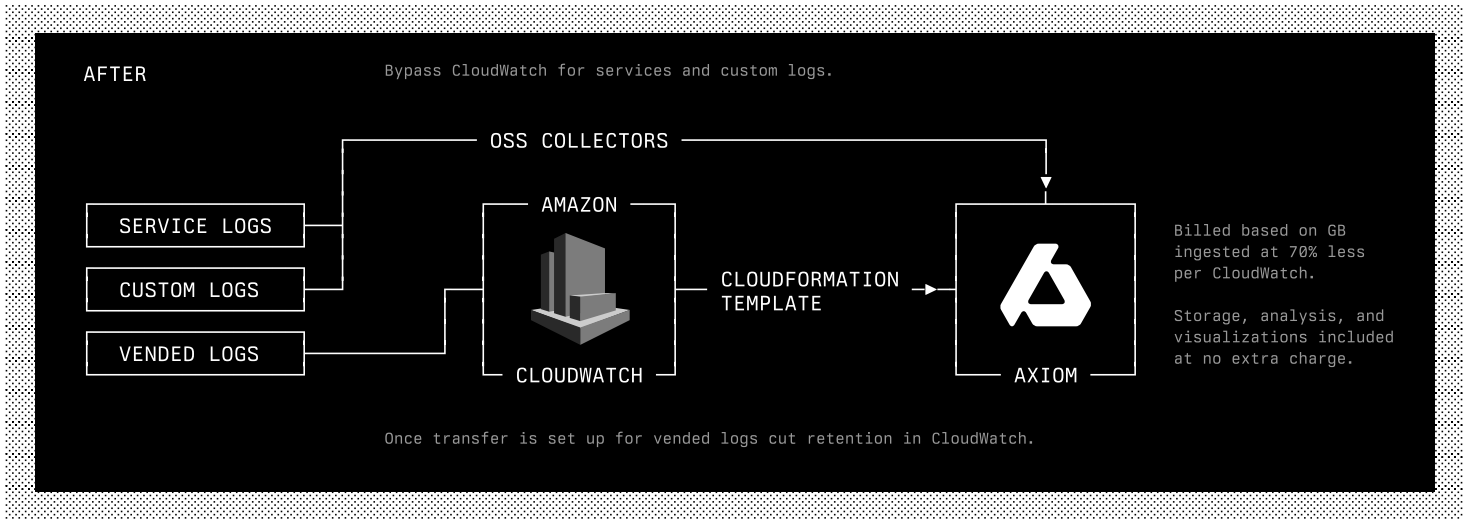 AFTER
Bypass CloudWatch for services and custom logs.
OSS COLLECTORS
SERVICE LOGS
CUSTOM LOGS
VENDED LOGS
AMAZON
CLOUDWATCH
CLOUDFORMATION
TEMPLATE
AXIOM
Billed based on GB
ingested at 70% less
per CloudWatch.
Storage, analysis, and
visualizations included
at no extra charge.
Once transfer is set up for vended logs cut retention in CloudWatch.